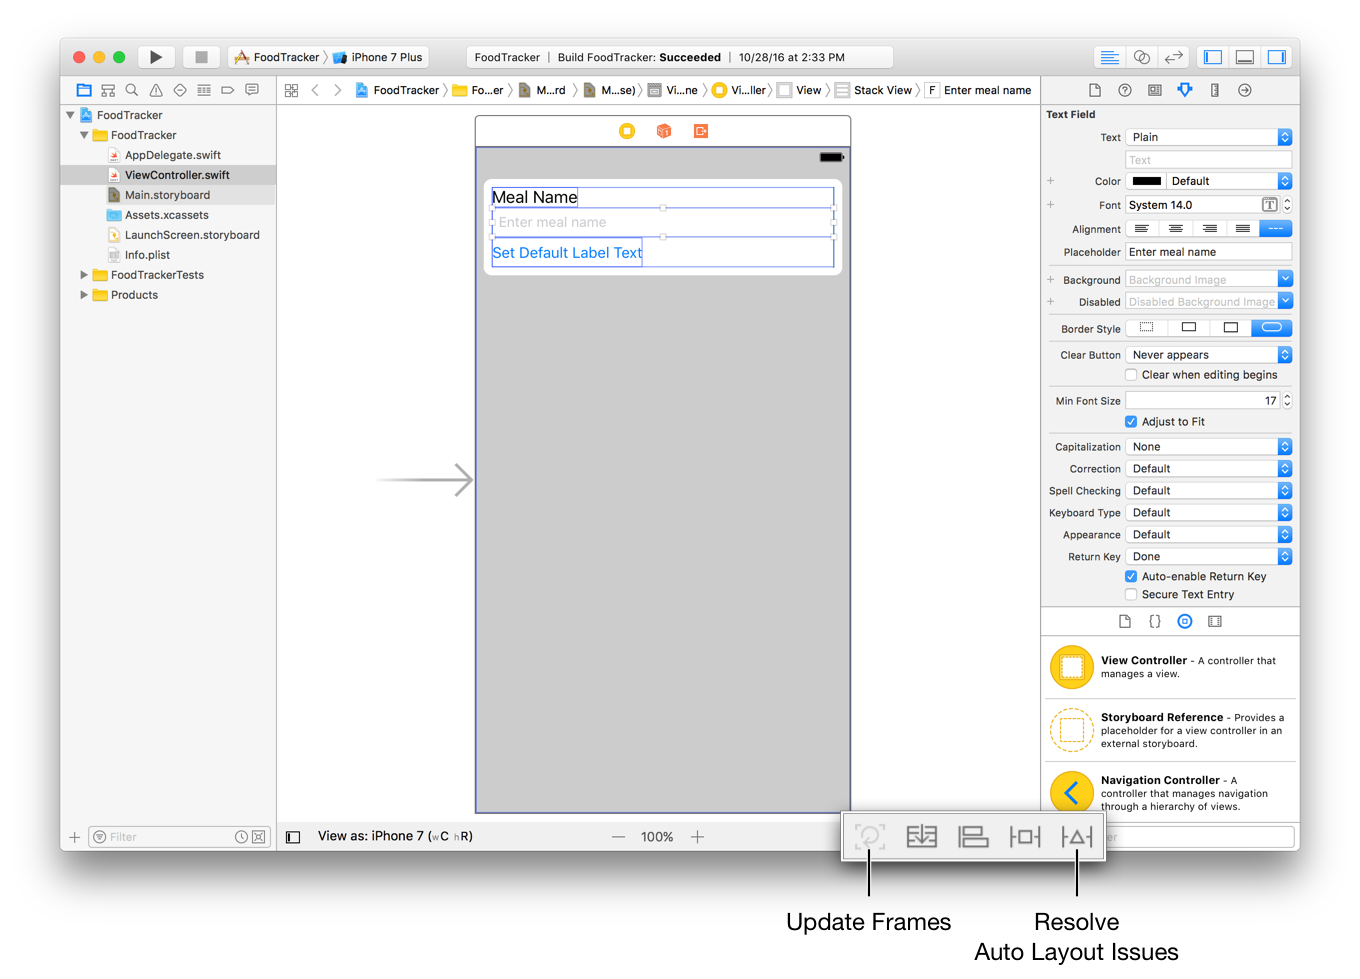 FoodTracker
iPhone 7 Plus
FoodTracker | Build FoodTracker: Succeeded | 10/28/16 at 2:33 PM
FoodTracker
Fo...er
M...rd
M...se)
Vi...ne
Vi...ller
View
Stack View
F
Enter meal name
FoodTracker
FoodTracker
AppDelegate.swift
ViewController.swift
Main.storyboard
Assets.xcassets
LaunchScreen.storyboard
Info.plist
FoodTrackerTests
Products
Filter
Meal Name
Enter meal name
Set Default Label Text
View as: iPhone 7 (wC hR)
100%
Text Field
Text Plain
Text
Color Default
Font System 14.0
T
Alignment
Placeholder Enter meal name
Background Background Image
Disabled Disabled Background Image
Border Style
Clear Button Never appears
Clear when editing begins
Min Font Size 17
Adjust to Fit
Capitalization None
Correction Default
Spell Checking Default
Keyboard Type Default
Appearance Default
Return Key Done
Auto-enable Return Key
Secure Text Entry
{}
View Controller - A controller that
manages a view.
Storyboard Reference - Provides a
placeholder for a view controller in an
external storyboard.
Navigation Controller - A
controller that manages navigation
through a hierarchy of views.
Update Frames
Resolve
Auto Layout Issues